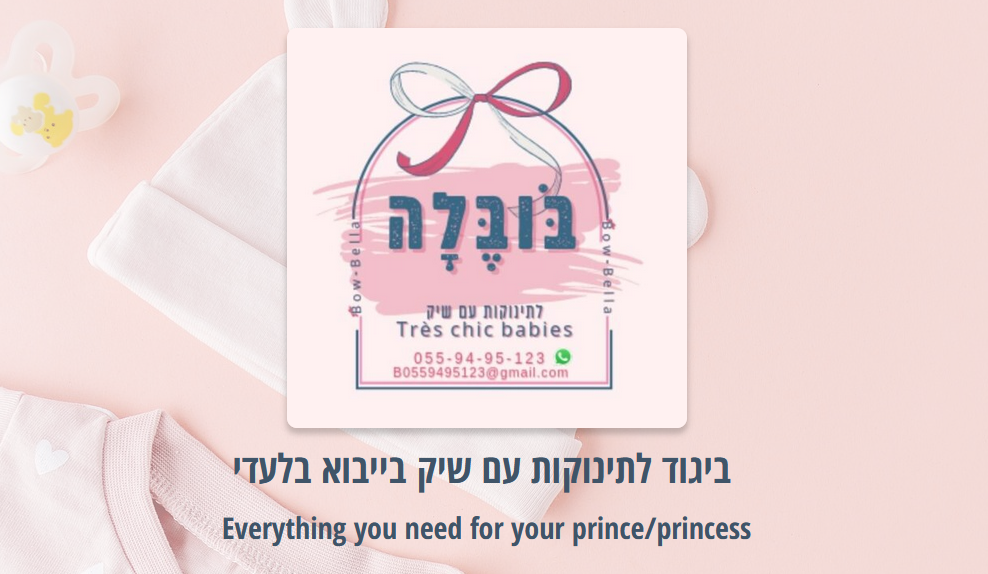 בּוֹבֶּלָה
Bow-Bella
Bow-Bella
לתינוקות עם שיק
Très chic babies
055-94-95-123
B0559495123@gmail.com
ביגוד לתינוקות עם שיק בייבוא בלעדי
Everything you need for your prince/princess